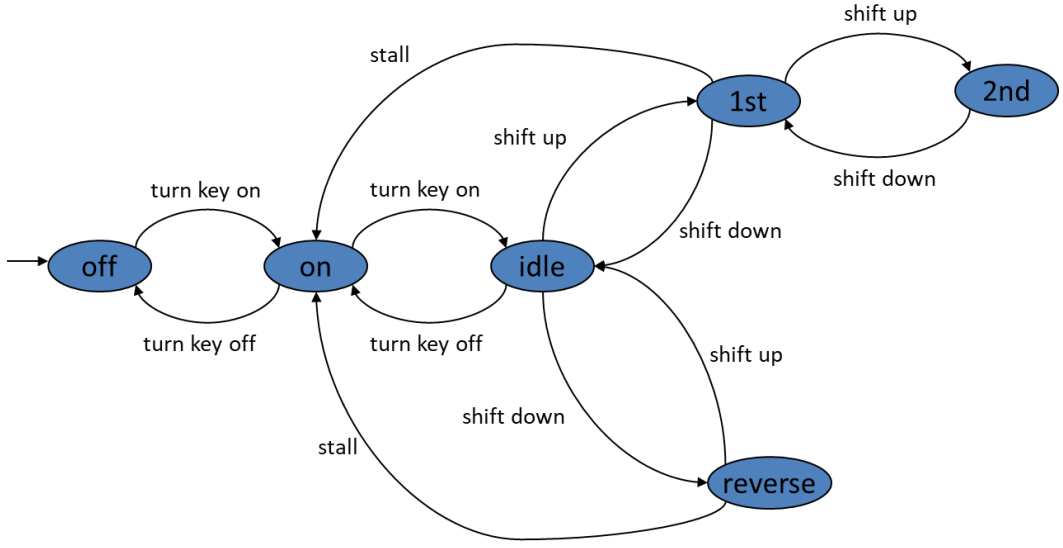 shift up
stall
1st
2nd
shift up
turn key on
turn key on
shift down
shift down
off
on
idle
turn key off
turn key off
shift up
shift down
stall
reverse